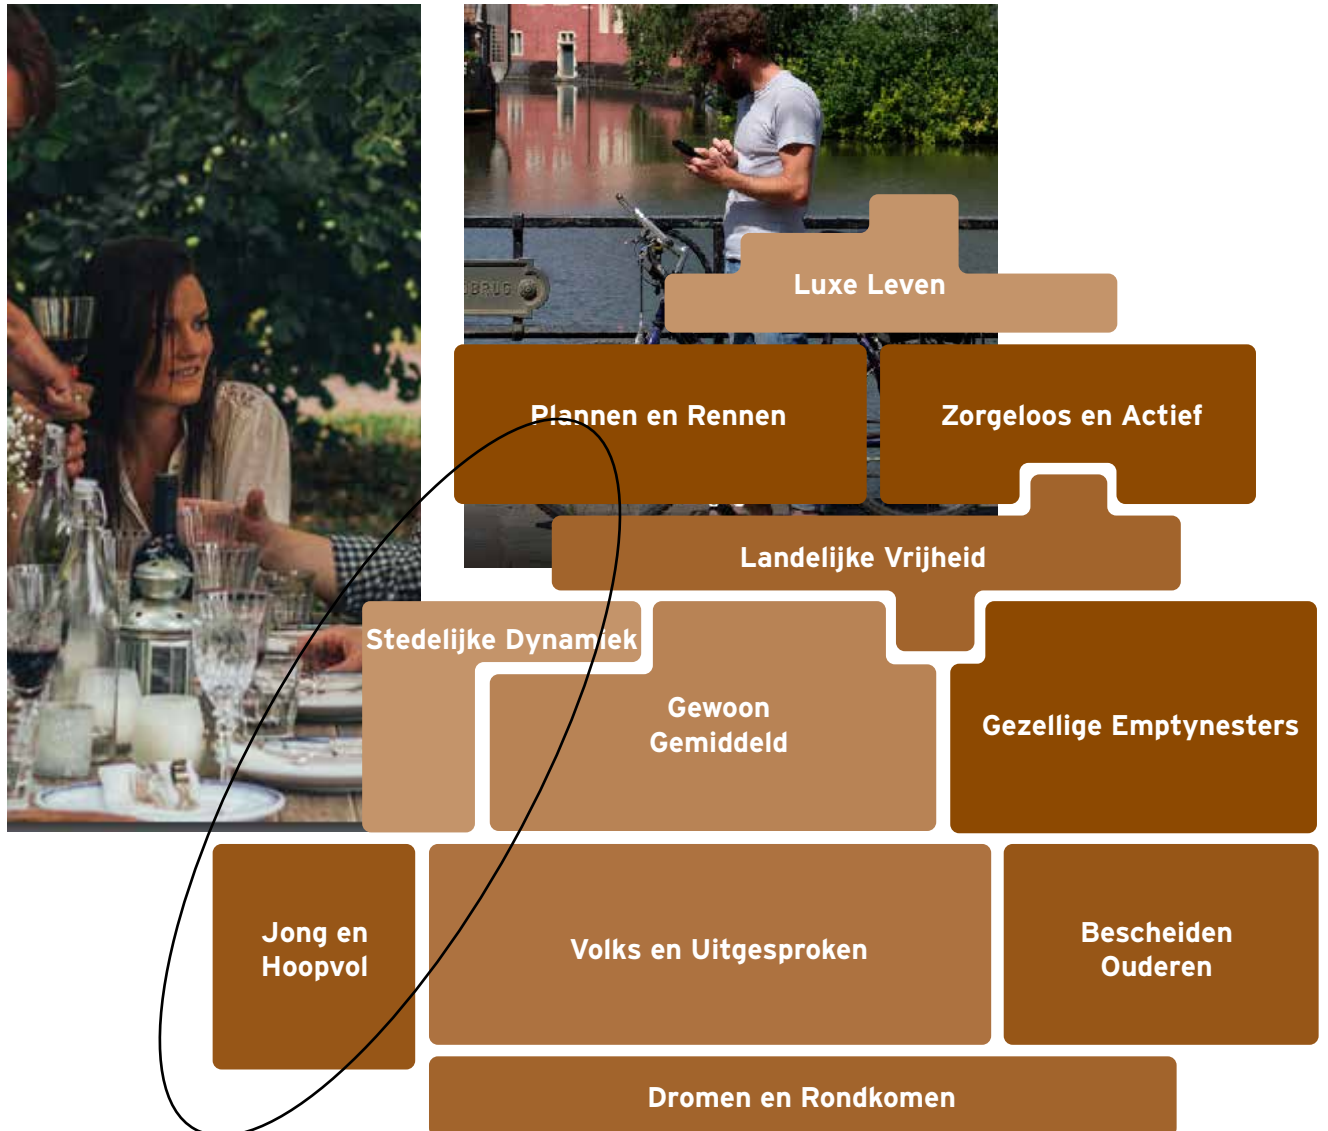 Luxe Leven
Plannen en Rennen
Zorgeloos en Actief
Landelijke Vrijheid
Stedelijke Dynamiek
Gewoon
Gemiddeld
Gezellige Emptynesters
Jong en
Hoopvol
Volks en Uitgesproken
Bescheiden
Ouderen
Dromen en Rondkomen